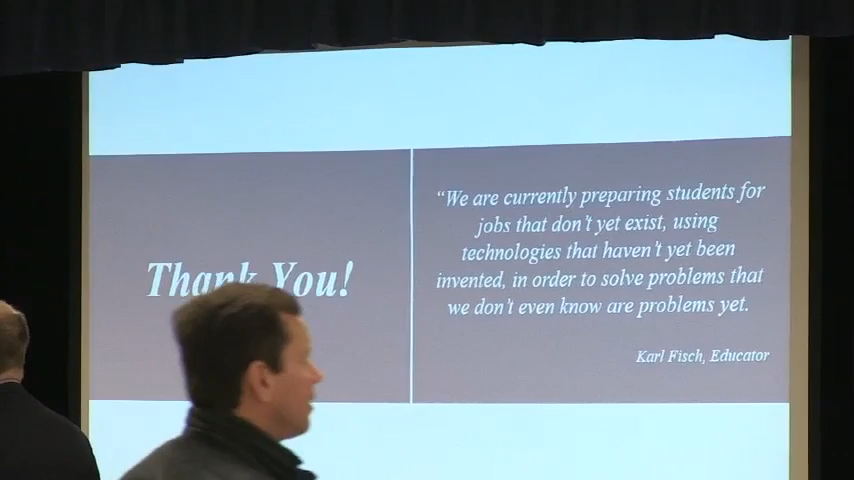 Thank You!
“We are currently preparing students for
jobs that don't yet exist, using
technologies that haven't yet been
invented, in order to solve problems that
we don't even know are problems yet.
Karl Fisch, Educator